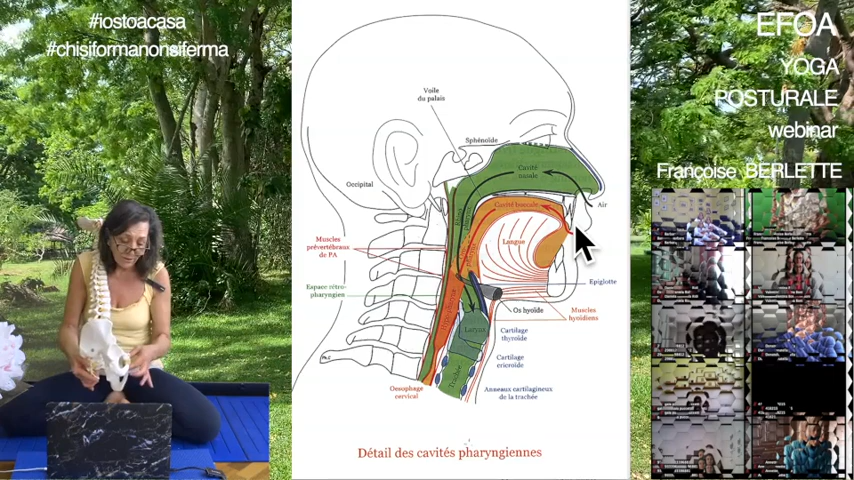 #iostoacasa
#chisiformanonsiferma
EFOA
YOGA
POSTURALE
webinar
Françoise BERLETTE
Voile
du palais
Sphénoïde
Cavité
nasale
Occipital
Air
Cavité buccale
Langue
Muscles
prévertébraux
de PA
Espace rétro-
pharyngien
Epiglotte
Os hyoïde
Muscles
hyoïdiens
Larynx
Cartilage
thyroïde
Cartilage
cricroïde
Trachée
Oesophage
cervical
Anneaux cartilagineux
de la trachée
Détail des cavités pharyngiennes